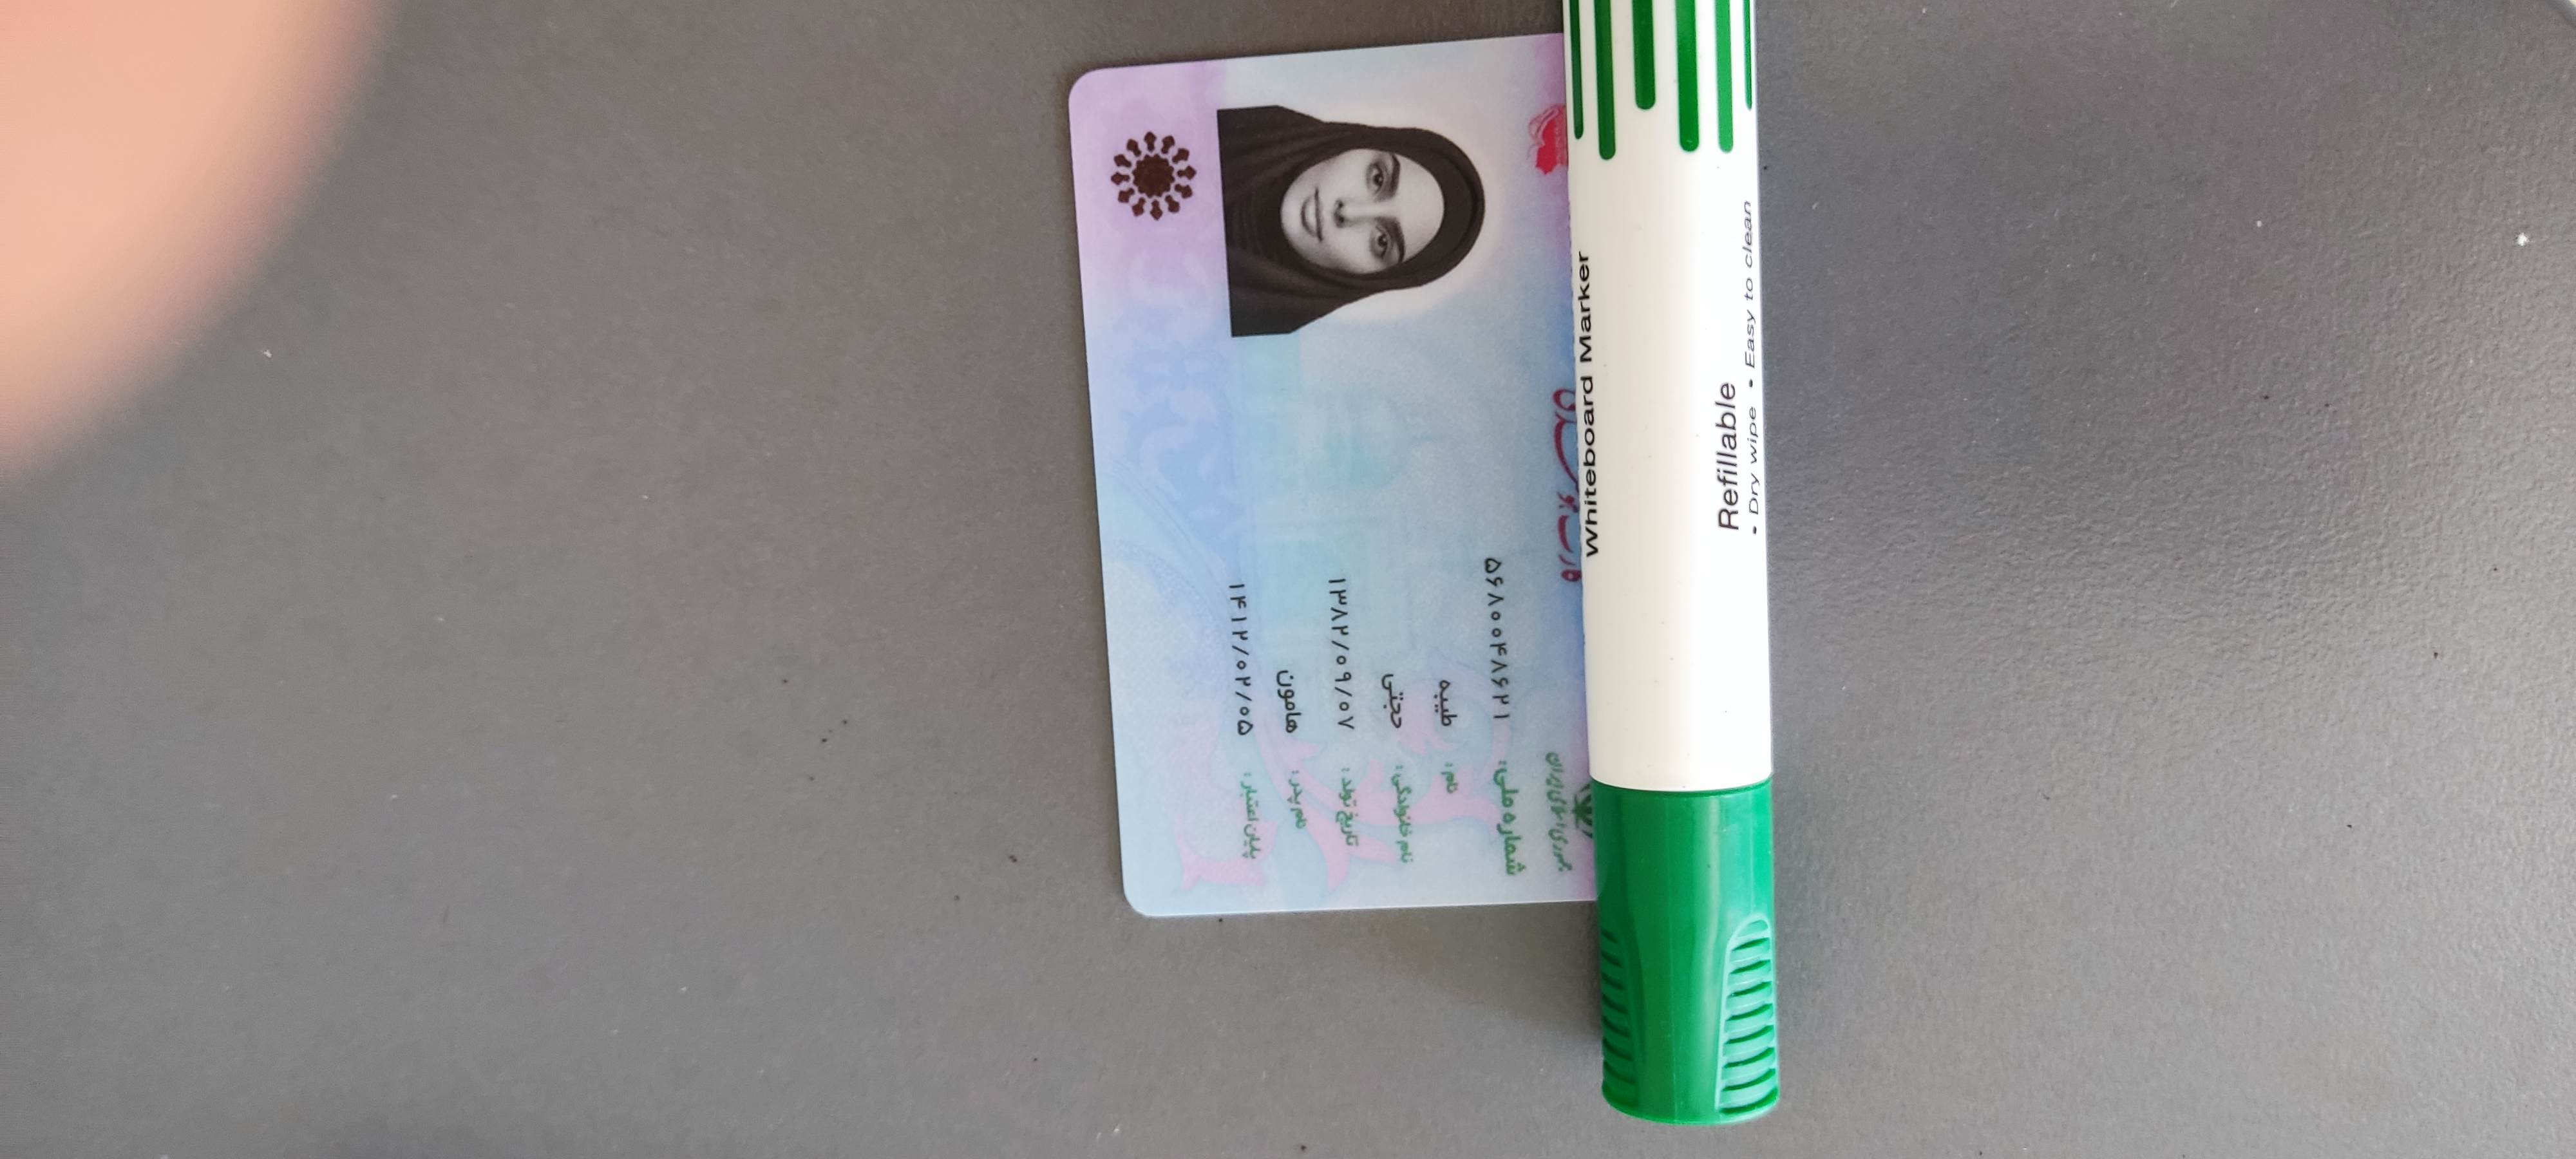 جمهوری اسلامی ایران
شماره ملی: ۵۶۸۰۰۴۸۶۲۱
نام: طیبه
نام خانوادگی: حجتی
تاریخ تولد: ۱۳۸۲/۰۹/۰۷
نام پدر: هامون
پایان اعتبار: ۱۴۱۲/۰۲/۰۵
Whiteboard Marker
Refillable
• Dry wipe • Easy to clean